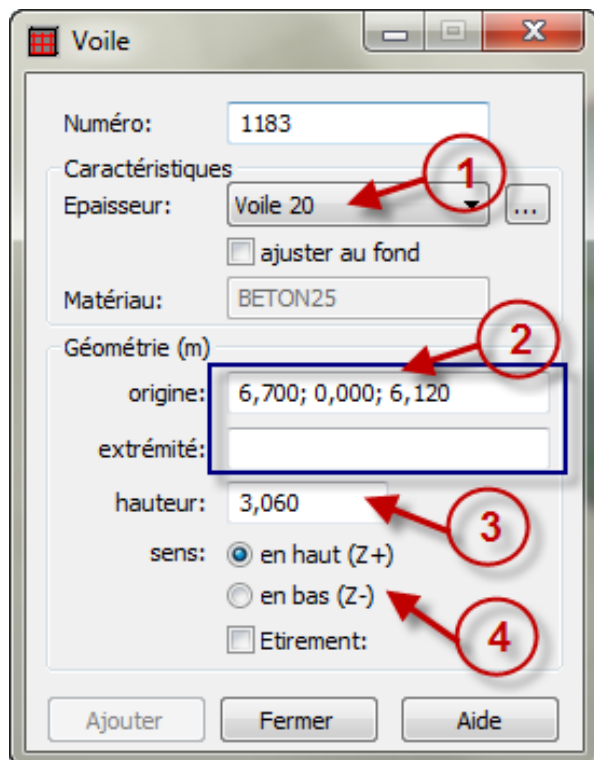 Voile
Numéro: 1183
Caractéristiques
1
Epaisseur: Voile 20 ...
ajuster au fond
Matériau: BETON25
2
Géométrie (m)
origine: 6,700; 0,000; 6,120
extrémité:
hauteur: 3,060
3
sens: en haut (Z+)
en bas (Z-)
4
Etirement:
Ajouter Fermer Aide